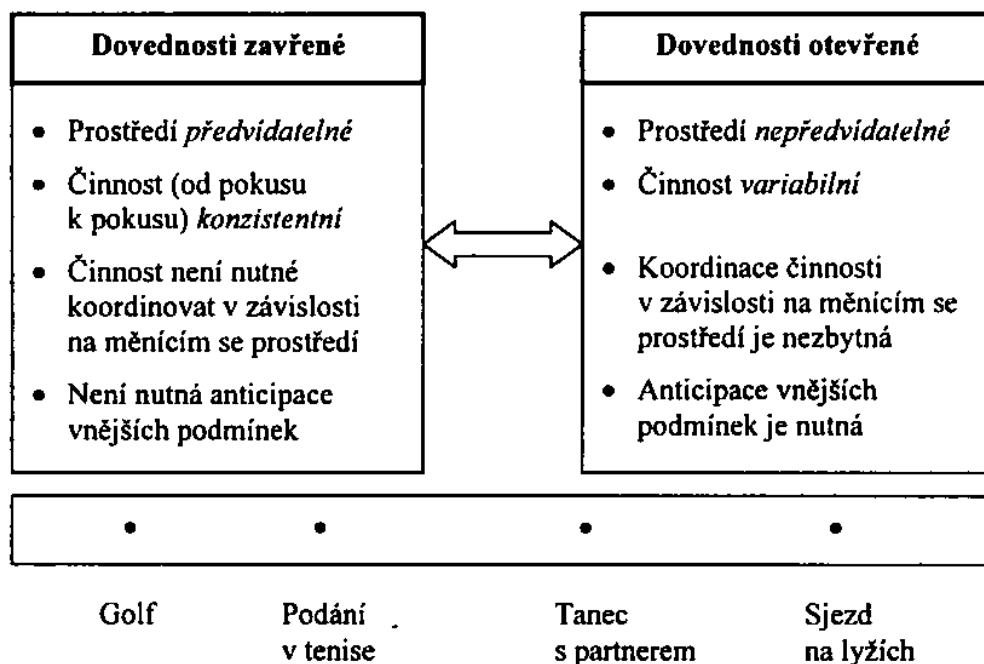 Dovednosti zavřené
• Prostředí předvidatelné
• Činnost (od pokusu
k pokusu) konzistentní
• Činnost není nutné
koordinovat v závislosti
na měnícím se prostředí
• Není nutná anticipace
vnějších podmínek
Dovednosti otevřené
• Prostředí nepředvidatelné
• Činnost variabilní
• Koordinace činnosti
v závislosti na měnícím se
prostředí je nezbytná
• Anticipace vnějších
podmínek je nutná
Golf
Podání
v tenise
Tanec
s partnerem
Sjezd
na lyžích